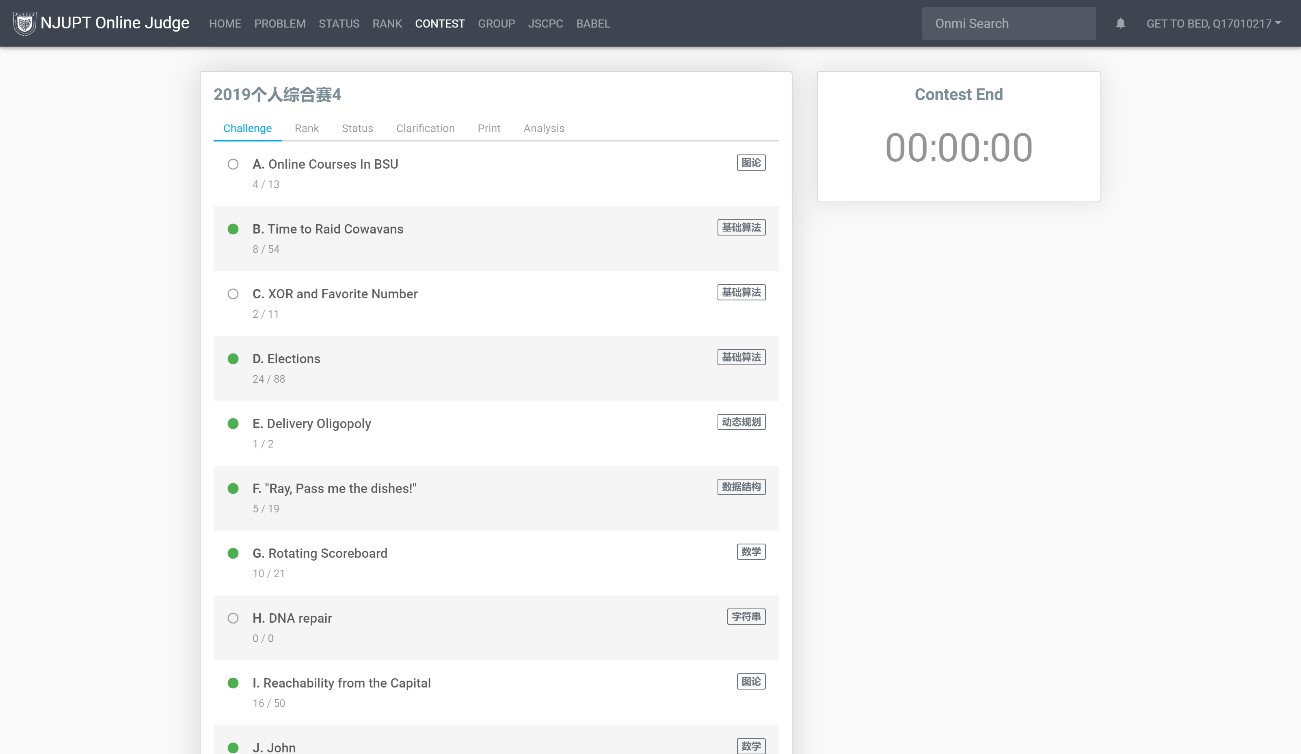 NJUPT Online Judge HOME PROBLEM STATUS RANK CONTEST GROUP JSCPC BABEL Onmi Search GET TO BED, Q17010217
2019个人综合赛4
Challenge Rank Status Clarification Print Analysis
A. Online Courses In BSU 图论
4 / 13
B. Time to Raid Cowavans 基础算法
8 / 54
C. XOR and Favorite Number 基础算法
2 / 11
D. Elections 基础算法
24 / 88
E. Delivery Oligopoly 动态规划
1 / 2
F. "Ray, Pass me the dishes!" 数据结构
5 / 19
G. Rotating Scoreboard 数学
10 / 21
H. DNA repair 字符串
0 / 0
I. Reachability from the Capital 图论
16 / 50
J. John 数学
Contest End
00:00:00